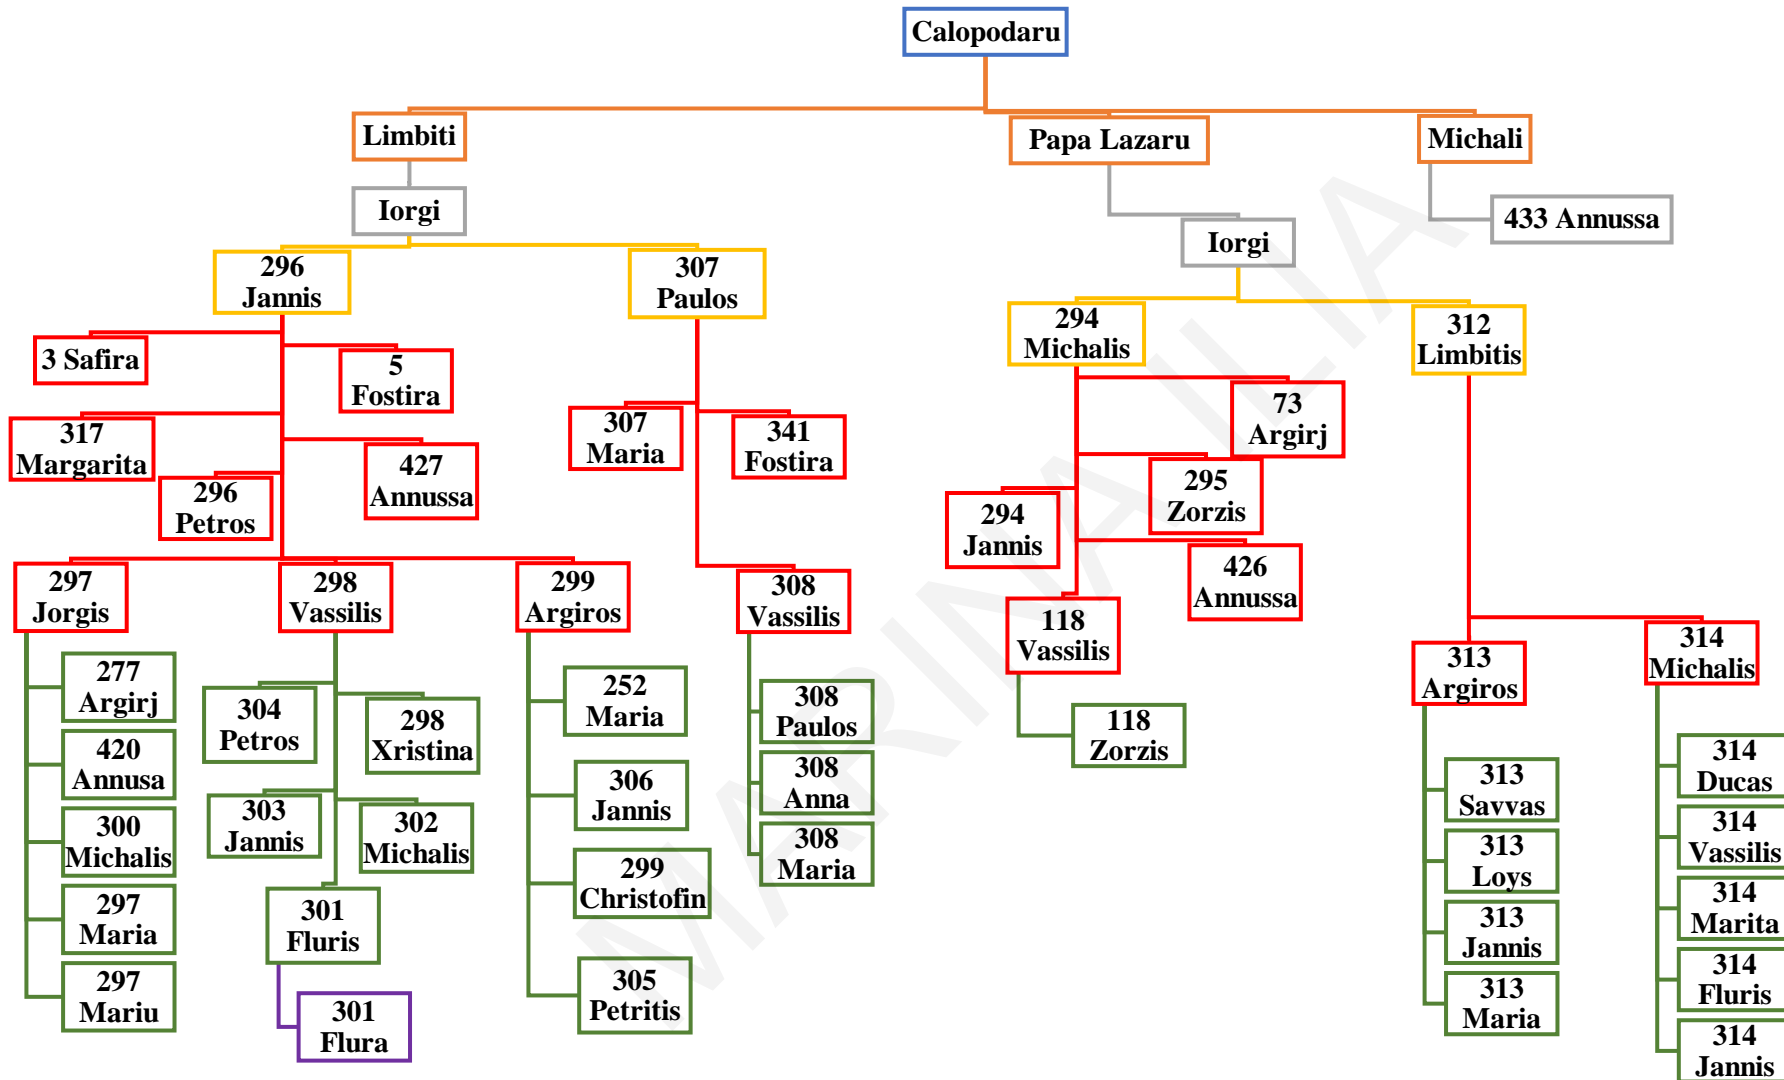 Calopodaru
Limbiti
Papa Lazaru
Michali
Iorgi
433 Annussa
Iorgi
296
Jannis
307
Paulos
294
Michalis
312
Limbitis
3 Safira
5
Fostira
317
Margarita
427
Annussa
296
Petros
307
Maria
341
Fostira
73
Argirj
295
Zorzis
294
Jannis
426
Annussa
297
Jorgis
298
Vassilis
299
Argiros
308
Vassilis
118
Vassilis
313
Argiros
314
Michalis
277
Argirj
420
Annusa
300
Michalis
297
Maria
297
Mariu
304
Petros
298
Xristina
303
Jannis
302
Michalis
301
Fluris
301
Flura
252
Maria
306
Jannis
299
Christofin
305
Petritis
308
Paulos
308
Anna
308
Maria
118
Zorzis
313
Savvas
313
Loys
313
Jannis
313
Maria
314
Ducas
314
Vassilis
314
Marita
314
Fluris
314
Jannis
MARINA ILIA